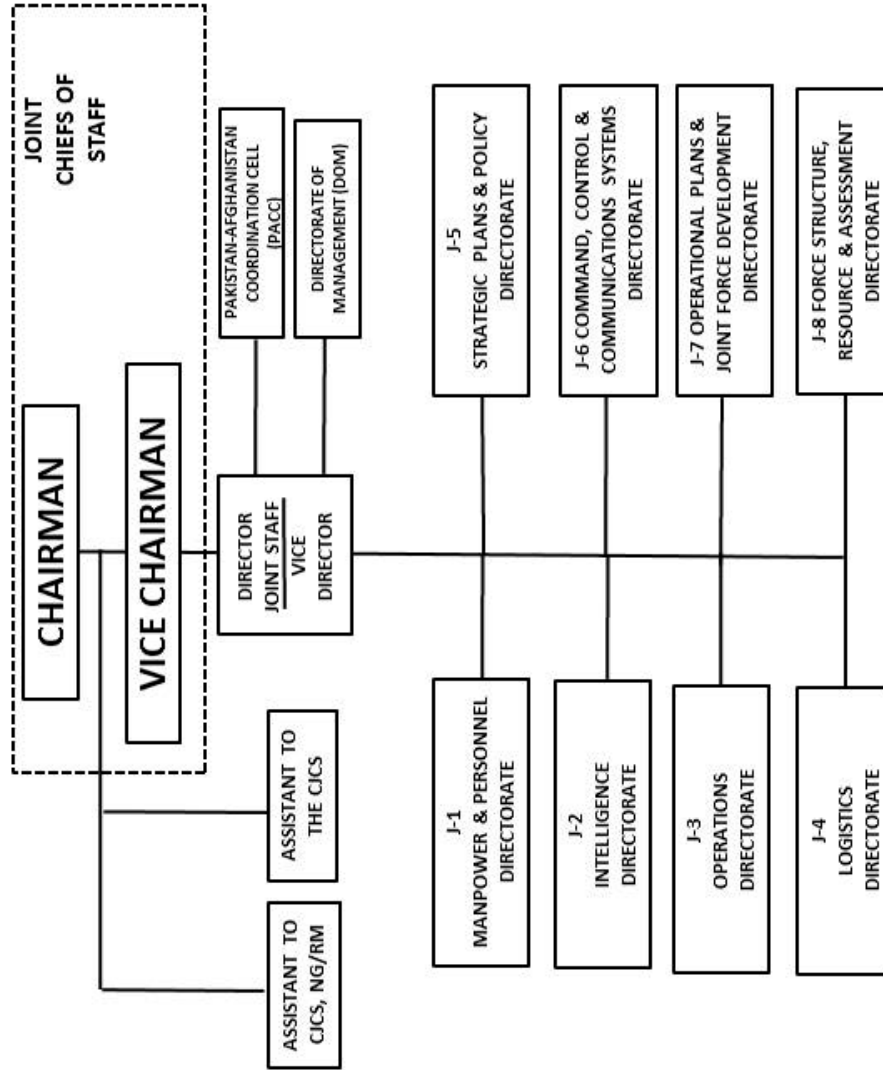 JOINT
CHIEFS OF
STAFF
CHAIRMAN
VICE CHAIRMAN
ASSISTANT TO
CJCS, NG/RM
ASSISTANT TO
THE CJCS
DIRECTOR
JOINT STAFF
VICE
DIRECTOR
PAKISTAN-AFGHANISTAN
COORDINATION CELL
(PACC)
DIRECTORATE OF
MANAGEMENT (DOM)
J-1
MANPOWER & PERSONNEL
DIRECTORATE
J-5
STRATEGIC PLANS & POLICY
DIRECTORATE
J-2
INTELLIGENCE
DIRECTORATE
J-6 COMMAND, CONTROL &
COMMUNICATIONS SYSTEMS
DIRECTORATE
J-3
OPERATIONS
DIRECTORATE
J-7 OPERATIONAL PLANS &
JOINT FORCE DEVELOPMENT
DIRECTORATE
J-4
LOGISTICS
DIRECTORATE
J-8 FORCE STRUCTURE,
RESOURCE & ASSESSMENT
DIRECTORATE